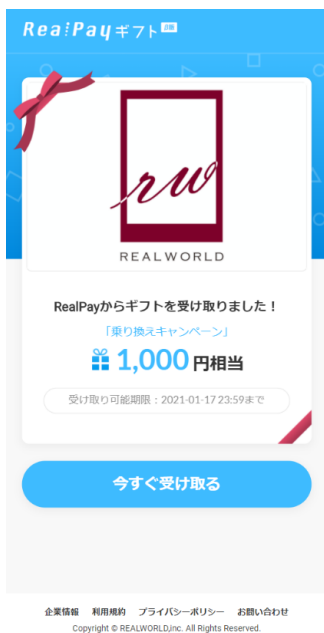 RealPayギフト
rw
REALWORLD
RealPayからギフトを受け取りました！
「乗り換えキャンペーン」
1,000円相当
受け取り可能期限：2021-01-17 23:59まで
今すぐ受け取る
企業情報 利用規約 プライバシーポリシー お問い合わせ
Copyright © REALWORLD,Inc. All Rights Reserved.